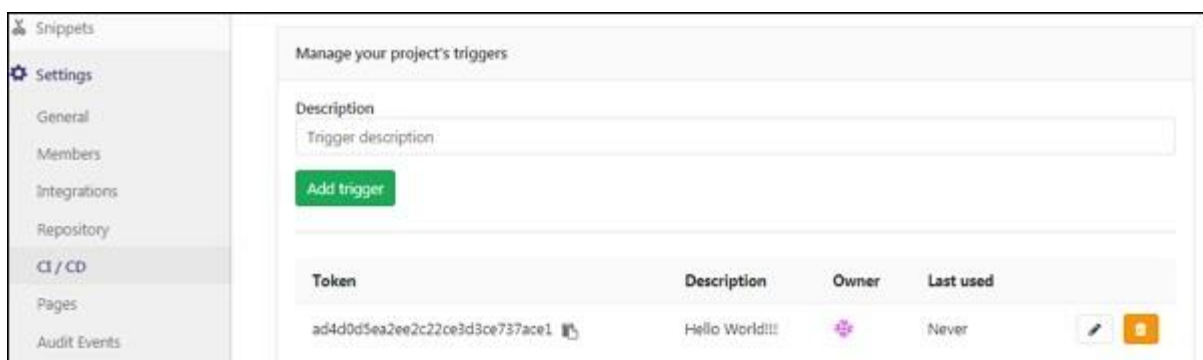 Snippets
Settings
General
Members
Integrations
Repository
CI / CD
Pages
Audit Events
Manage your project's triggers
Description
Trigger description
Add trigger
Token Description Owner Last used
ad4d0d5ea2ee2c22ce3d3ce737ace1 Hello World!!! Never